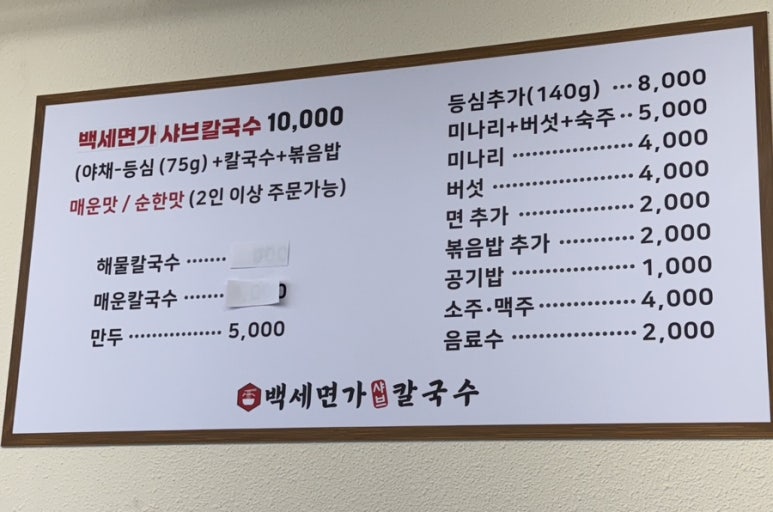 백세면가 샤브칼국수 10,000
(야채-등심 (75g) +칼국수+볶음밥
매운맛 / 순한맛 (2인 이상 주문가능)
해물칼국수 ·······
매운칼국수 ·······
만두 ················ 5,000
등심추가(140g) ··· 8,000
미나리+버섯+숙주 ·· 5,000
미나리 ··················· 4,000
버섯 ······················ 4,000
면 추가 ················· 2,000
볶음밥 추가 ··········· 2,000
공기밥 ··················· 1,000
소주·맥주 ··············· 4,000
음료수 ··················· 2,000
백세면가 샤브 칼국수